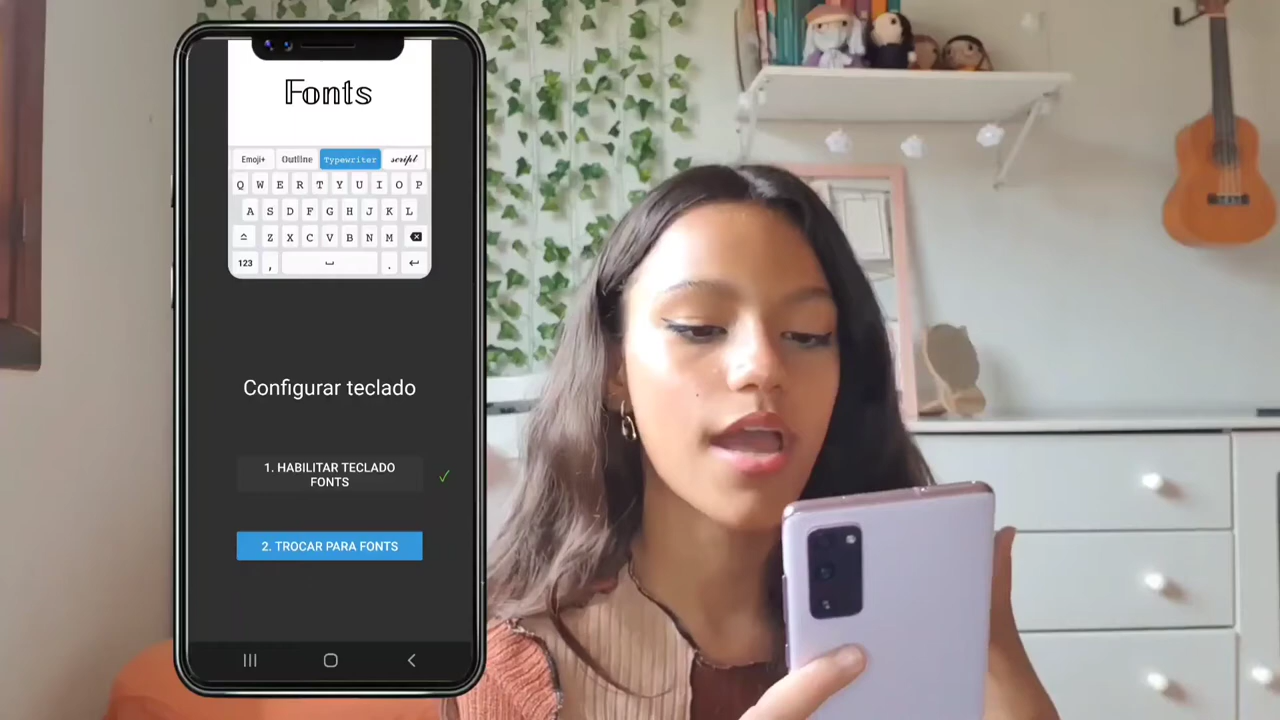 Fonts
Emoji+ Outline Typewriter script
Q W E R T Y U I O P
A S D F G H J K L
Z X C V B N M
123 , .
Configurar teclado
1. HABILITAR TECLADO
FONTS
2. TROCAR PARA FONTS